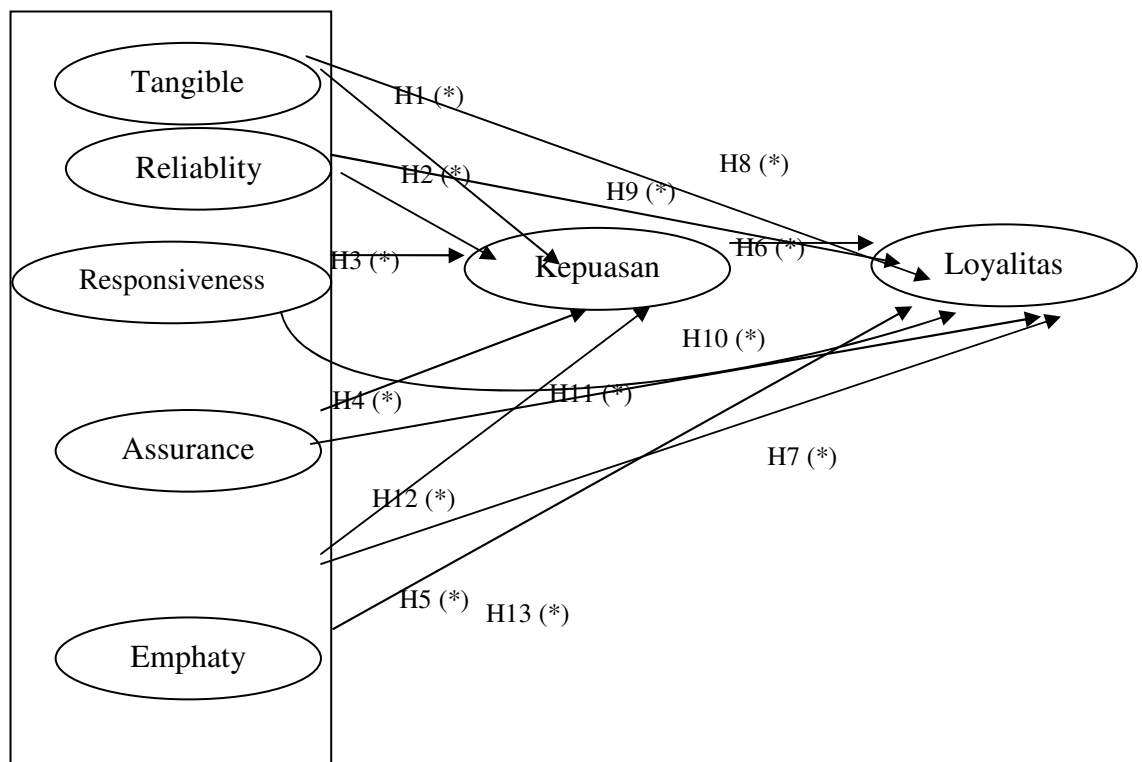 Tangible
H1 (*)
Reliablity
H2 (*)
H8 (*)
H9 (*)
H3 (*)
H6 (*)
Responsiveness
Kepuasan
Loyalitas
H10 (*)
H4 (*)
H11 (*)
Assurance
H7 (*)
H12 (*)
H5 (*)
H13 (*)
Emphaty